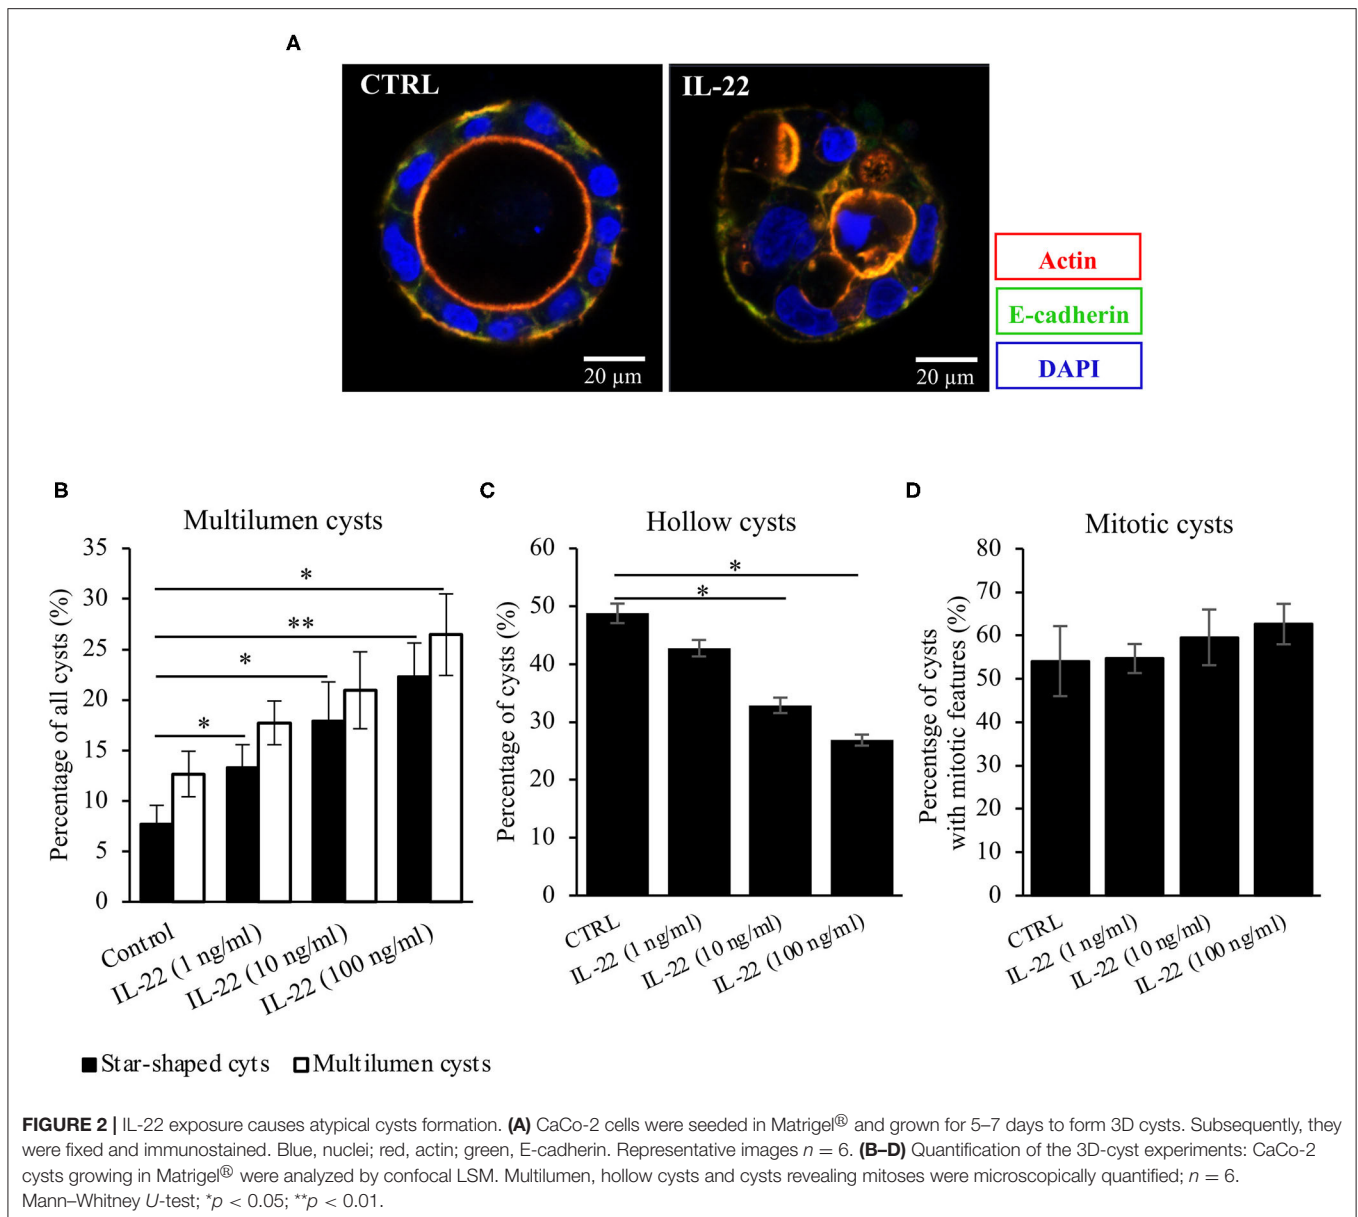 A
CTRL
IL-22
20 µm
20 µm
Actin
E-cadherin
DAPI
B
Multilumen cysts
Percentage of all cysts (%)
35
30
25
20
15
10
5
0
*
**
*
*
Control
IL-22 (1 ng/ml)
IL-22 (10 ng/ml)
IL-22 (100 ng/ml)
Star-shaped cyts
Multilumen cysts
C
Hollow cysts
Percentage of cysts (%)
60
50
40
30
20
10
0
*
*
CTRL
IL-22 (1 ng/ml)
IL-22 (10 ng/ml)
IL-22 (100 ng/ml)
D
Mitotic cysts
Percentsge of cysts
with mitotic features (%)
80
70
60
50
40
30
20
10
0
CTRL
IL-22 (1 ng/ml)
IL-22 (10 ng/ml)
IL-22 (100 ng/ml)
FIGURE 2 | IL-22 exposure causes atypical cysts formation. (A) CaCo-2 cells were seeded in Matrigel® and grown for 5–7 days to form 3D cysts. Subsequently, they
were fixed and immunostained. Blue, nuclei; red, actin; green, E-cadherin. Representative images n = 6. (B–D) Quantification of the 3D-cyst experiments: CaCo-2
cysts growing in Matrigel® were analyzed by confocal LSM. Multilumen, hollow cysts and cysts revealing mitoses were microscopically quantified; n = 6.
Mann–Whitney U-test; *p < 0.05; **p < 0.01.